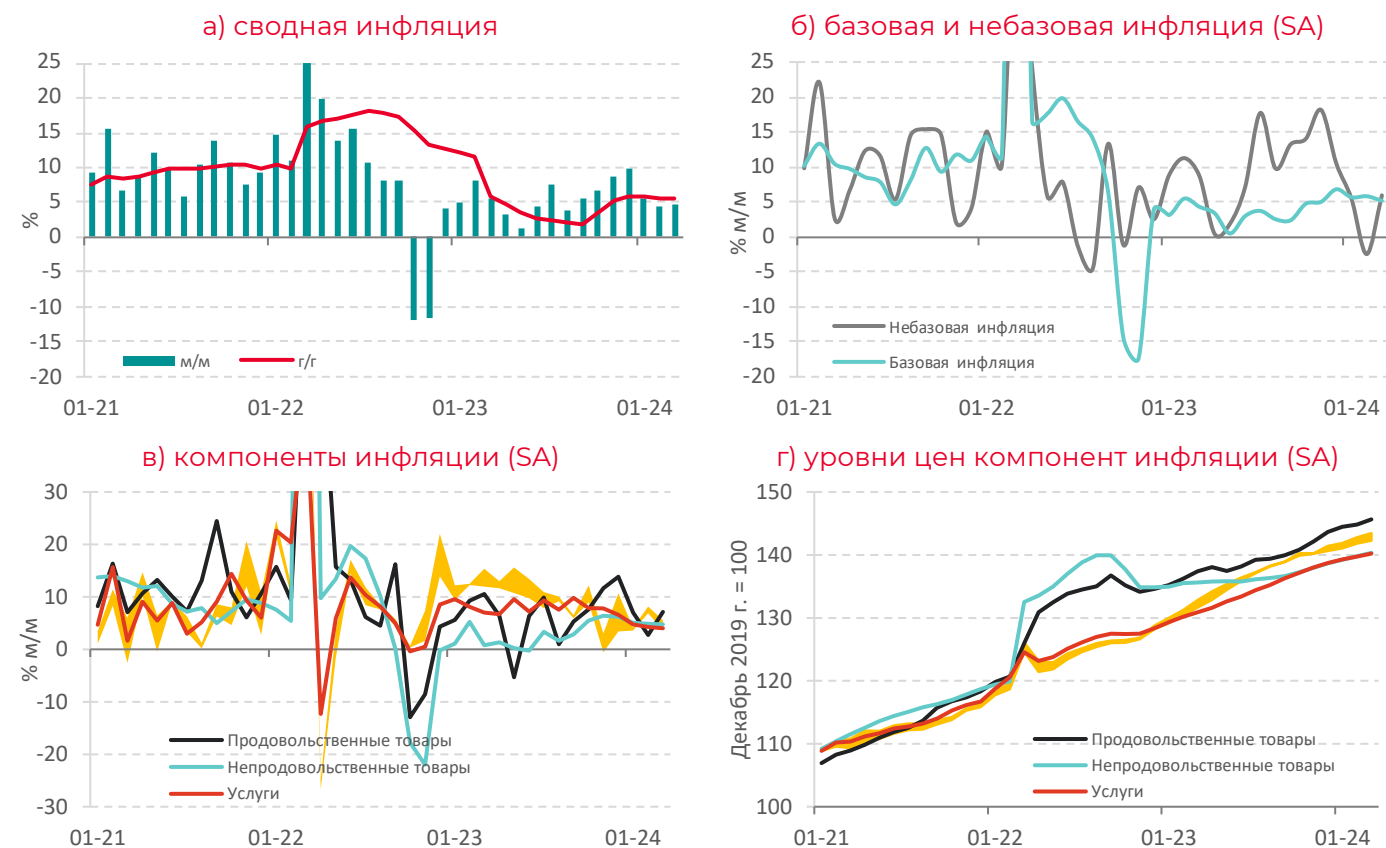 а) сводная инфляция
25
20
15
10
5
0
-5
-10
-15
-20
%
м/м
г/г
01-21
01-22
01-23
01-24
б) базовая и небазовая инфляция (SA)
25
20
15
10
5
0
-5
-10
-15
-20
% м/м
Небазовая инфляция
Базовая инфляция
01-21
01-22
01-23
01-24
в) компоненты инфляции (SA)
30
20
10
0
-10
-20
-30
% м/м
Продовольственные товары
Непродовольственные товары
Услуги
01-21
01-22
01-23
01-24
г) уровни цен компонент инфляции (SA)
150
140
130
120
110
100
Декабрь 2019 г. = 100
Продовольственные товары
Непродовольственные товары
Услуги
01-21
01-22
01-23
01-24